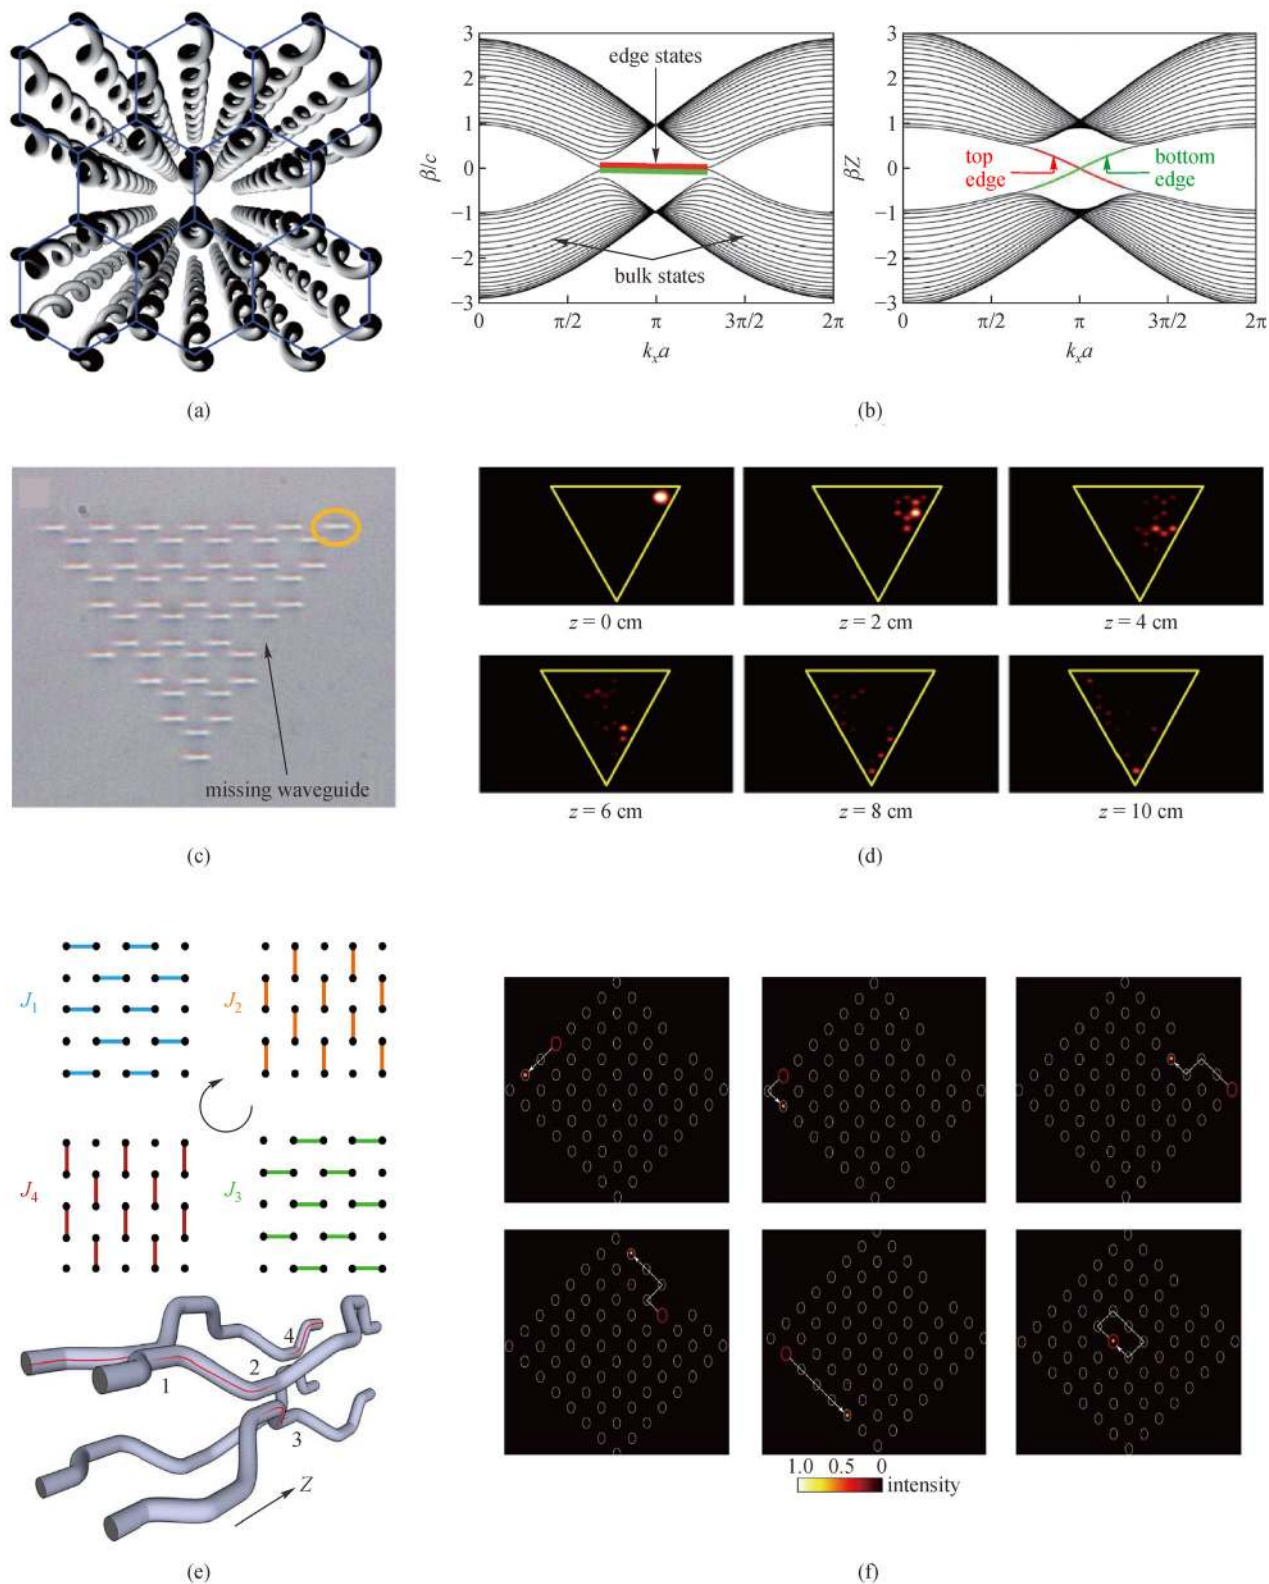 3
2
1
0
−1
−2
−3
β/c
edge states
bulk states
0
π/2
π
3π/2
2π
kₓa
3
2
1
0
−1
−2
−3
βZ
top
edge
bottom
edge
0
π/2
π
3π/2
2π
kₓa
(a)
(b)
missing waveguide
z = 0 cm
z = 2 cm
z = 4 cm
z = 6 cm
z = 8 cm
z = 10 cm
(c)
(d)
J₁
J₂
J₄
J₃
4
2
1
3
Z
1.0 0.5 0
intensity
(e)
(f)